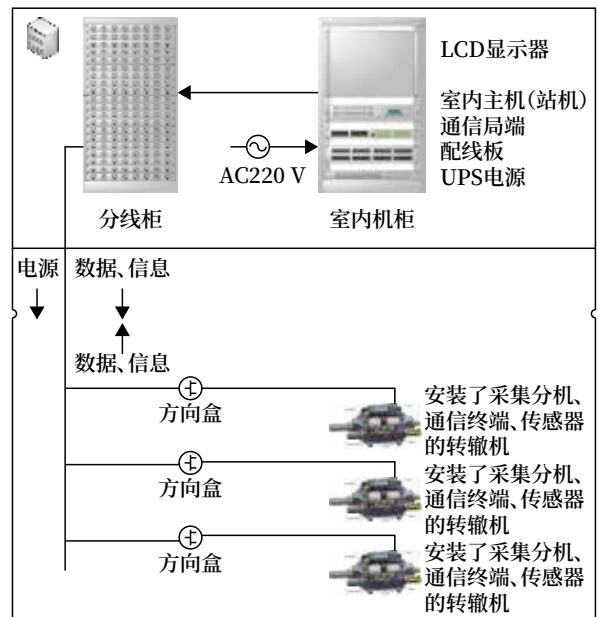 LCD显示器
室内主机(站机)
通信局端
配线板
UPS电源
AC220 V
分线柜
室内机柜
电源
数据、信息
数据、信息
方向盒
安装了采集分机、
通信终端、传感器
的转辙机
方向盒
安装了采集分机、
通信终端、传感器
的转辙机
方向盒
安装了采集分机、
通信终端、传感器
的转辙机